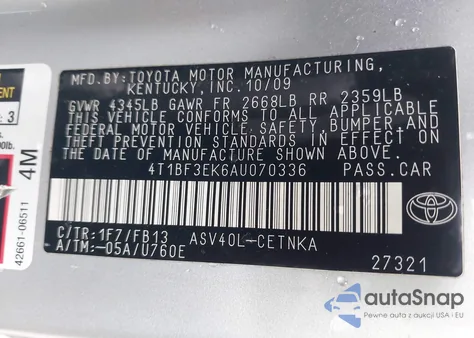 MFD.BY:TOYOTA MOTOR MANUFACTURING,
KENTUCKY, INC.10/09
GVWR 4345LB GAWR FR 2668LB RR 2359LB
THIS VEHICLE CONFORMS TO ALL APPLICABLE
FEDERAL MOTOR VEHICLE SAFETY, BUMPER AND
THEFT PREVENTION STANDARDS IN EFFECT ON
THE DATE OF MANUFACTURE SHOWN ABOVE.
4T1BF3EK6AU070336 PASS.CAR
C/TR:1F7/FB13 ASV40L-CETNKA
A/TM:-05A/U760E
27321
TOYOTA
3
4M
42661-06511
autoSnap
Pewne auta z USA i EU